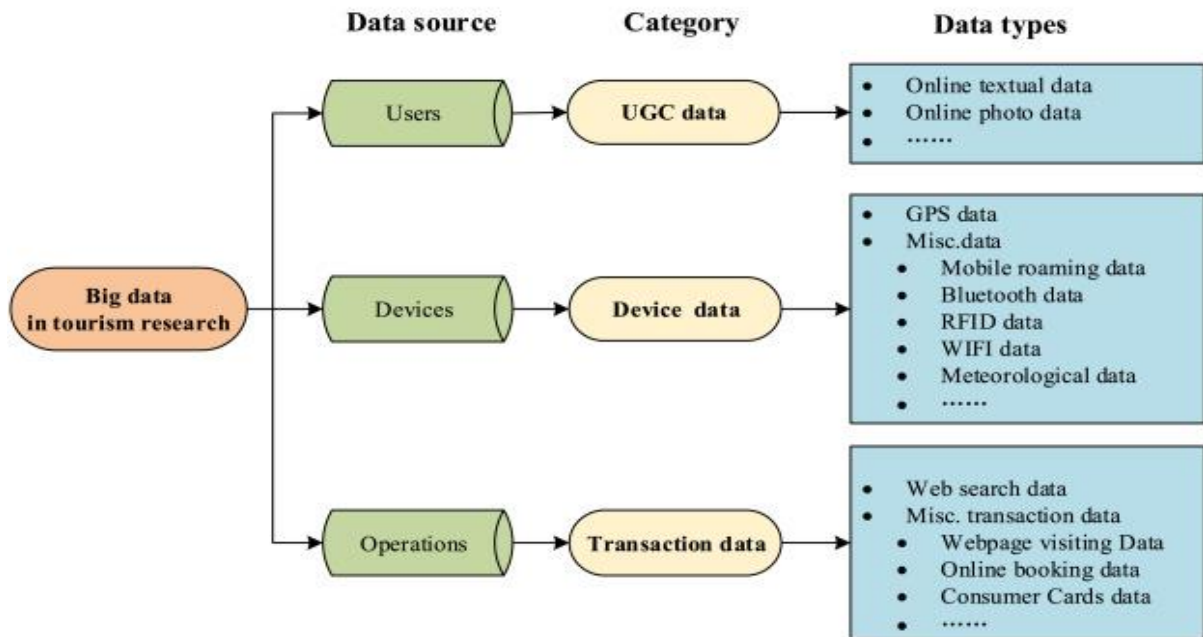 Data source
Category
Data types
Users
UGC data
• Online textual data
• Online photo data
• ······
Big data
in tourism research
Devices
Device data
• GPS data
• Misc.data
• Mobile roaming data
• Bluetooth data
• RFID data
• WIFI data
• Meteorological data
• ······
Operations
Transaction data
• Web search data
• Misc. transaction data
• Webpage visiting Data
• Online booking data
• Consumer Cards data
• ······